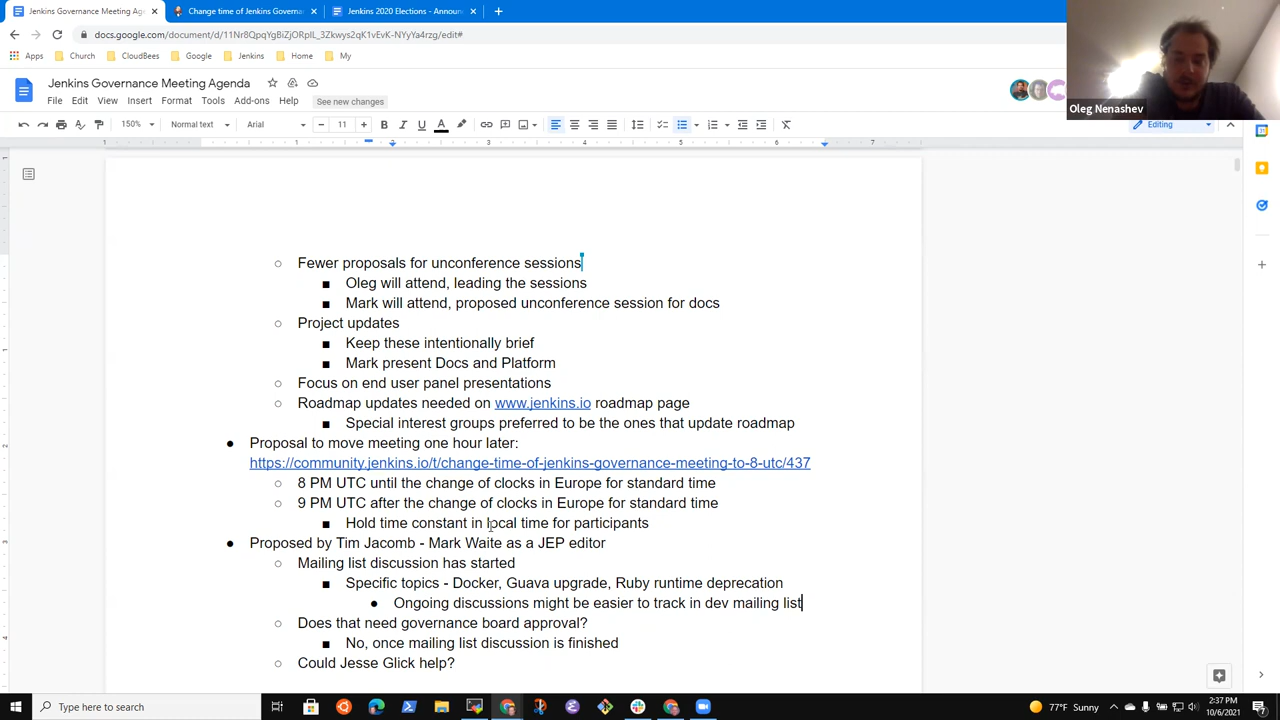 Jenkins Governance Meeting Age
Change time of Jenkins Governan
Jenkins 2020 Elections - Announ
docs.google.com/document/d/11Nr8QpqYgBiZjORpIL_3Zkwys2qK1vEvK-NYyYa4rzg/edit#
Apps
Church
CloudBees
Google
Jenkins
Home
My
Oleg Nenashev
Jenkins Governance Meeting Agenda
File Edit View Insert Format Tools Add-ons Help See new changes
150% Normal text Arial 11 Editing
1 2 3 4 5 6 7
○ Fewer proposals for unconference sessions
■ Oleg will attend, leading the sessions
■ Mark will attend, proposed unconference session for docs
○ Project updates
■ Keep these intentionally brief
■ Mark present Docs and Platform
○ Focus on end user panel presentations
○ Roadmap updates needed on www.jenkins.io roadmap page
■ Special interest groups preferred to be the ones that update roadmap
● Proposal to move meeting one hour later:
https://community.jenkins.io/t/change-time-of-jenkins-governance-meeting-to-8-utc/437
○ 8 PM UTC until the change of clocks in Europe for standard time
○ 9 PM UTC after the change of clocks in Europe for standard time
■ Hold time constant in local time for participants
● Proposed by Tim Jacomb - Mark Waite as a JEP editor
○ Mailing list discussion has started
■ Specific topics - Docker, Guava upgrade, Ruby runtime deprecation
● Ongoing discussions might be easier to track in dev mailing list
○ Does that need governance board approval?
■ No, once mailing list discussion is finished
○ Could Jesse Glick help?
Type here to search
77°F Sunny
2:37 PM
10/6/2021